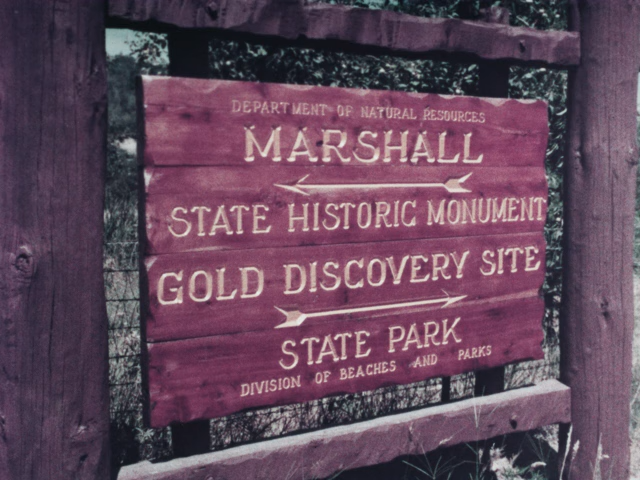 DEPARTMENT OF NATURAL RESOURCES
MARSHALL
STATE HISTORIC MONUMENT
GOLD DISCOVERY SITE
STATE PARK
DIVISION OF BEACHES AND PARKS